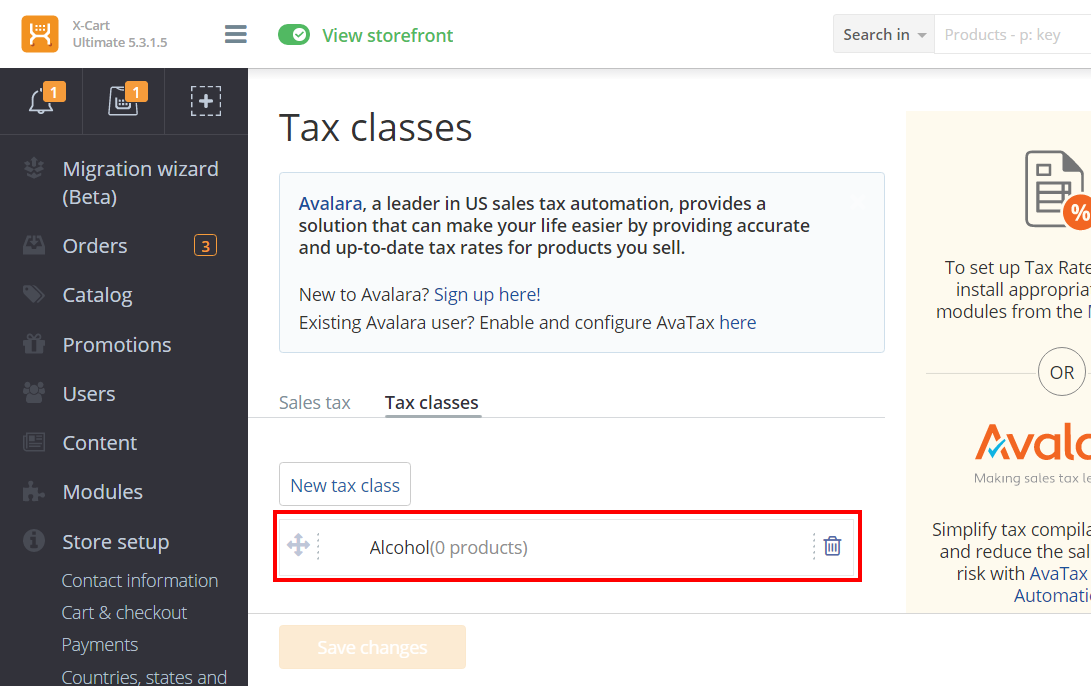 X-Cart
Ultimate 5.3.1.5
View storefront
Search in
Products - p: key
1
1
Migration wizard
(Beta)
Orders
3
Catalog
Promotions
Users
Content
Modules
Store setup
Contact information
Cart & checkout
Payments
Countries, states and
Tax classes
Avalara, a leader in US sales tax automation, provides a
solution that can make your life easier by providing accurate
and up-to-date tax rates for products you sell.
New to Avalara? Sign up here!
Existing Avalara user? Enable and configure AvaTax here
Sales tax
Tax classes
New tax class
Alcohol(0 products)
Save changes
%
To set up Tax Rate
install appropria
modules from the
OR
Avala
Making sales tax le
Simplify tax complia
and reduce the sal
risk with AvaTax
Automati